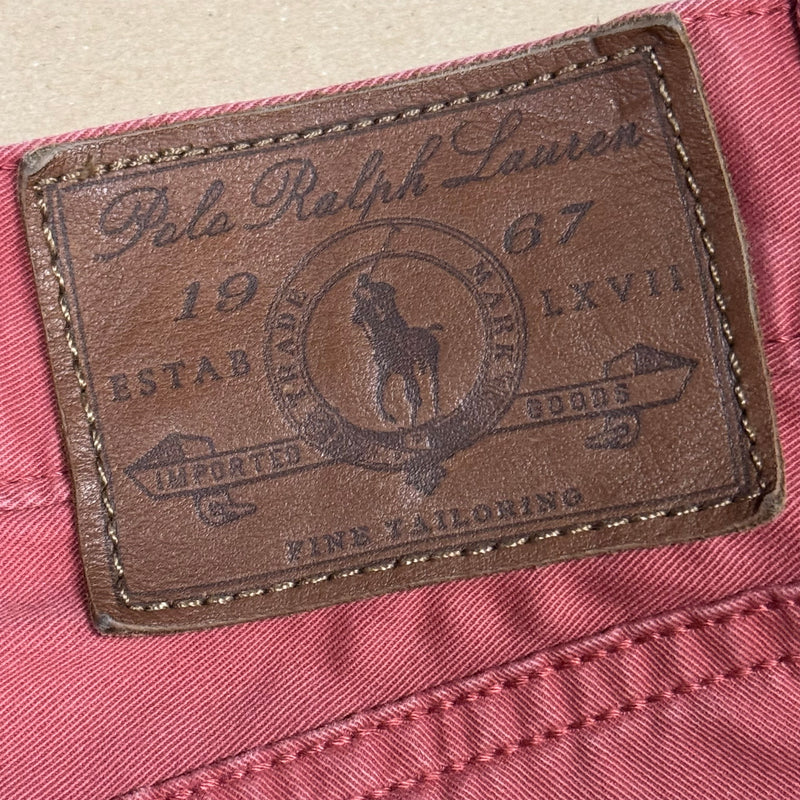 Polo Ralph Lauren
19 67
ESTAB LXVII
TRADE MARK
IMPORTED GOODS
FINE TAILORING